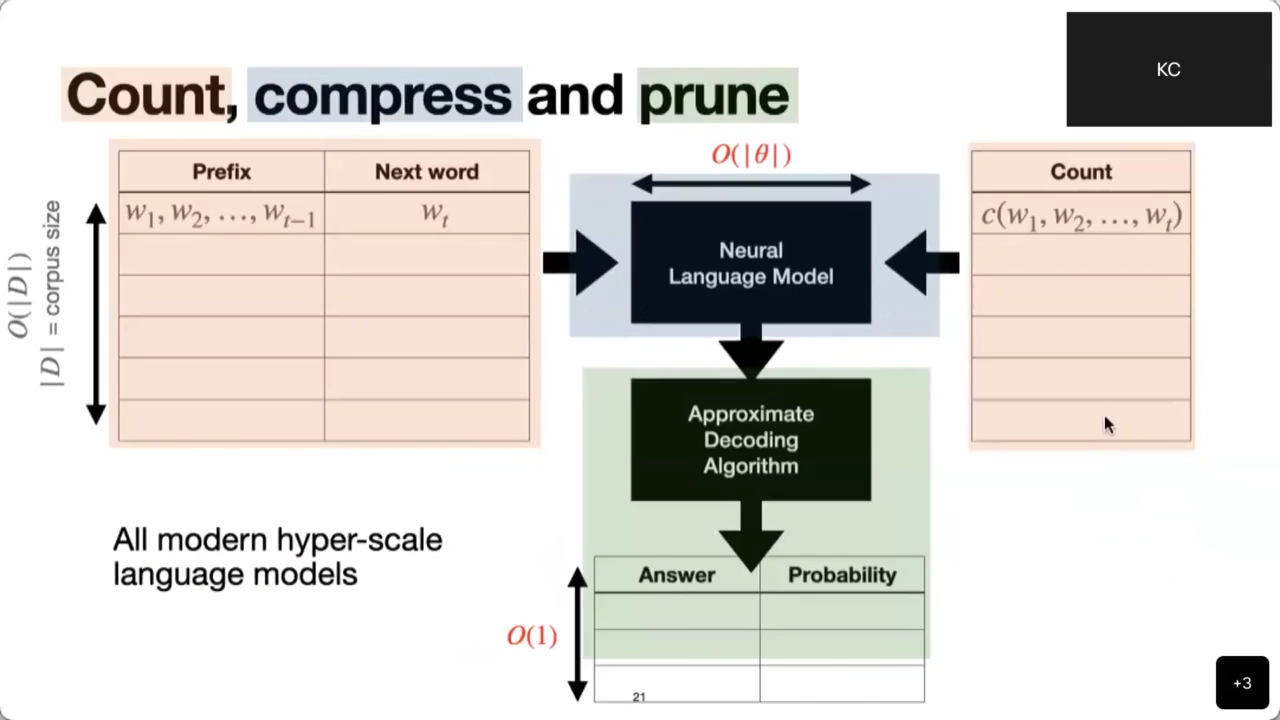 KC
Count, compress and prune
O(|θ|)
Prefix Next word
w₁, w₂, …, wₜ₋₁ wₜ
O(|D|)
|D| = corpus size
Neural
Language Model
Count
c(w₁, w₂, …, wₜ)
Approximate
Decoding
Algorithm
All modern hyper-scale
language models
Answer Probability
O(1)
21
+3